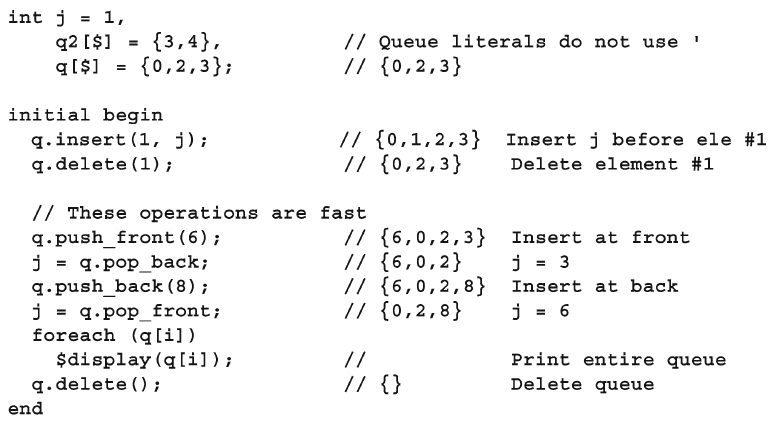 int j = 1,
    q2[$] = {3,4},          // Queue literals do not use '
    q[$] = {0,2,3};         // {0,2,3}

initial begin
  q.insert(1, j);           // {0,1,2,3}  Insert j before ele #1
  q.delete(1);              // {0,2,3}    Delete element #1

  // These operations are fast
  q.push_front(6);          // {6,0,2,3}  Insert at front
  j = q.pop_back;           // {6,0,2}    j = 3
  q.push_back(8);           // {6,0,2,8}  Insert at back
  j = q.pop_front;          // {0,2,8}    j = 6
  foreach (q[i])
    $display(q[i]);         //            Print entire queue
  q.delete();               // {}         Delete queue
end